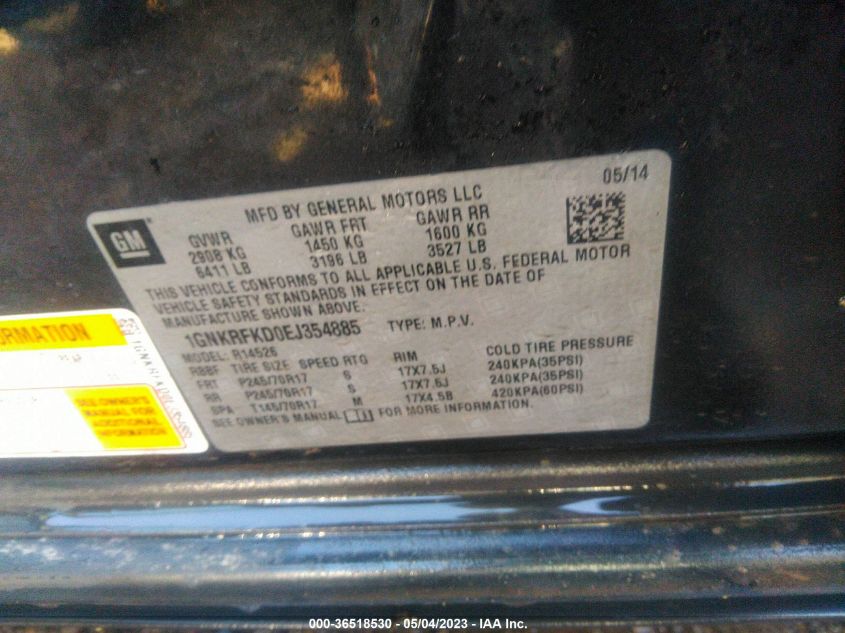 05/14
MFD BY GENERAL MOTORS LLC
GM
GVWR GAWR FRT GAWR RR
2908 KG 1450 KG 1600 KG
6411 LB 3196 LB 3527 LB
THIS VEHICLE CONFORMS TO ALL APPLICABLE U.S. FEDERAL MOTOR
VEHICLE SAFETY STANDARDS IN EFFECT ON THE DATE OF
MANUFACTURE SHOWN ABOVE.
1GNKRFKD0EJ354885 TYPE: M.P.V.
MODEL: R14526
RBBF TIRE SIZE SPEED RTG RIM COLD TIRE PRESSURE
FRT P245/70R17 S 17X7.5J 240KPA(35PSI)
RR P245/70R17 S 17X7.5J 240KPA(35PSI)
SPA T145/70R17 M 17X4.5B 420KPA(60PSI)
SEE OWNER'S MANUAL FOR MORE INFORMATION.
SEE OWNER'S
MANUAL FOR
ADDITIONAL
INFORMATION
000-36518530 - 05/04/2023 - IAA Inc.